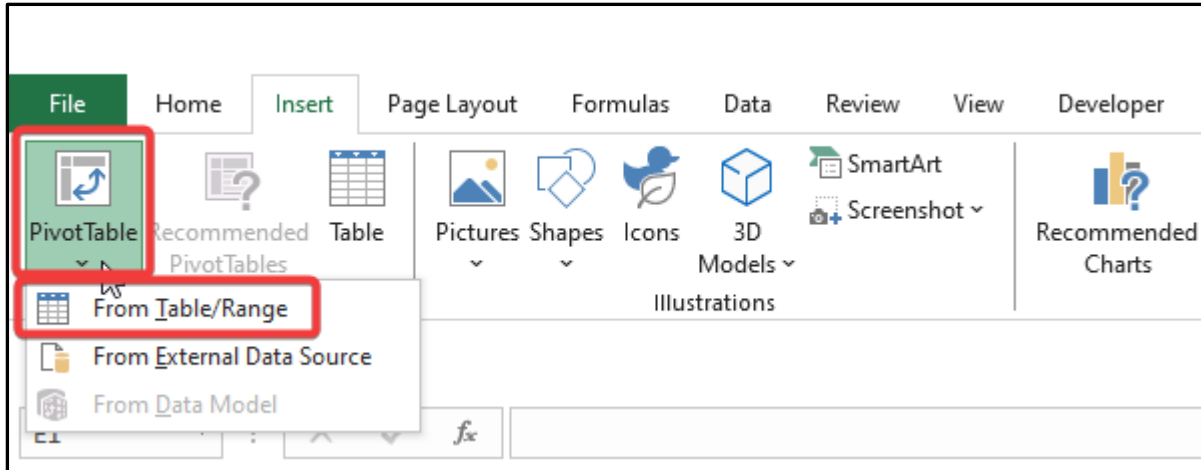 File Home Insert Page Layout Formulas Data Review View Developer
SmartArt
Screenshot
PivotTable Recommended Table Pictures Shapes Icons 3D Recommended
PivotTables Models Charts
From Table/Range Illustrations
From External Data Source
From Data Model
E1 fx